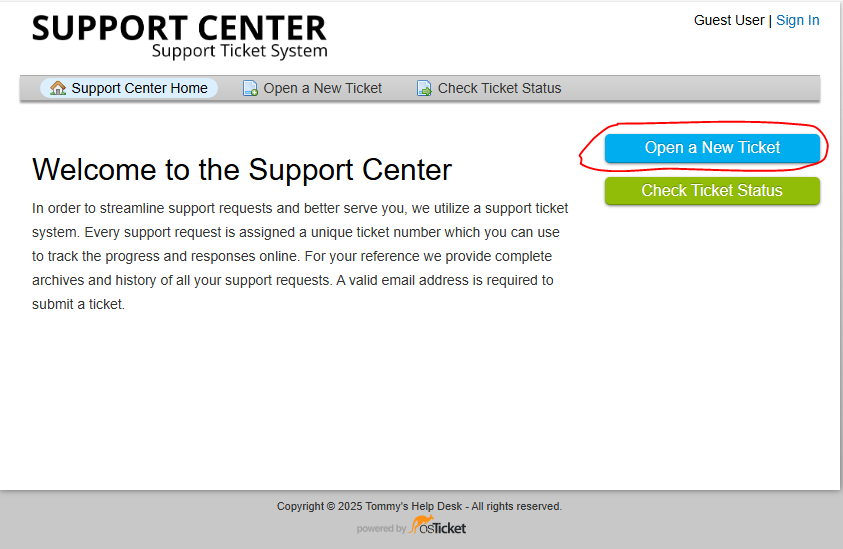 SUPPORT CENTER
Support Ticket System
Guest User | Sign In
Support Center Home
Open a New Ticket
Check Ticket Status
Open a New Ticket
Check Ticket Status
Welcome to the Support Center
In order to streamline support requests and better serve you, we utilize a support ticket
system. Every support request is assigned a unique ticket number which you can use
to track the progress and responses online. For your reference we provide complete
archives and history of all your support requests. A valid email address is required to
submit a ticket.
Copyright © 2025 Tommy's Help Desk - All rights reserved.
powered by osTicket